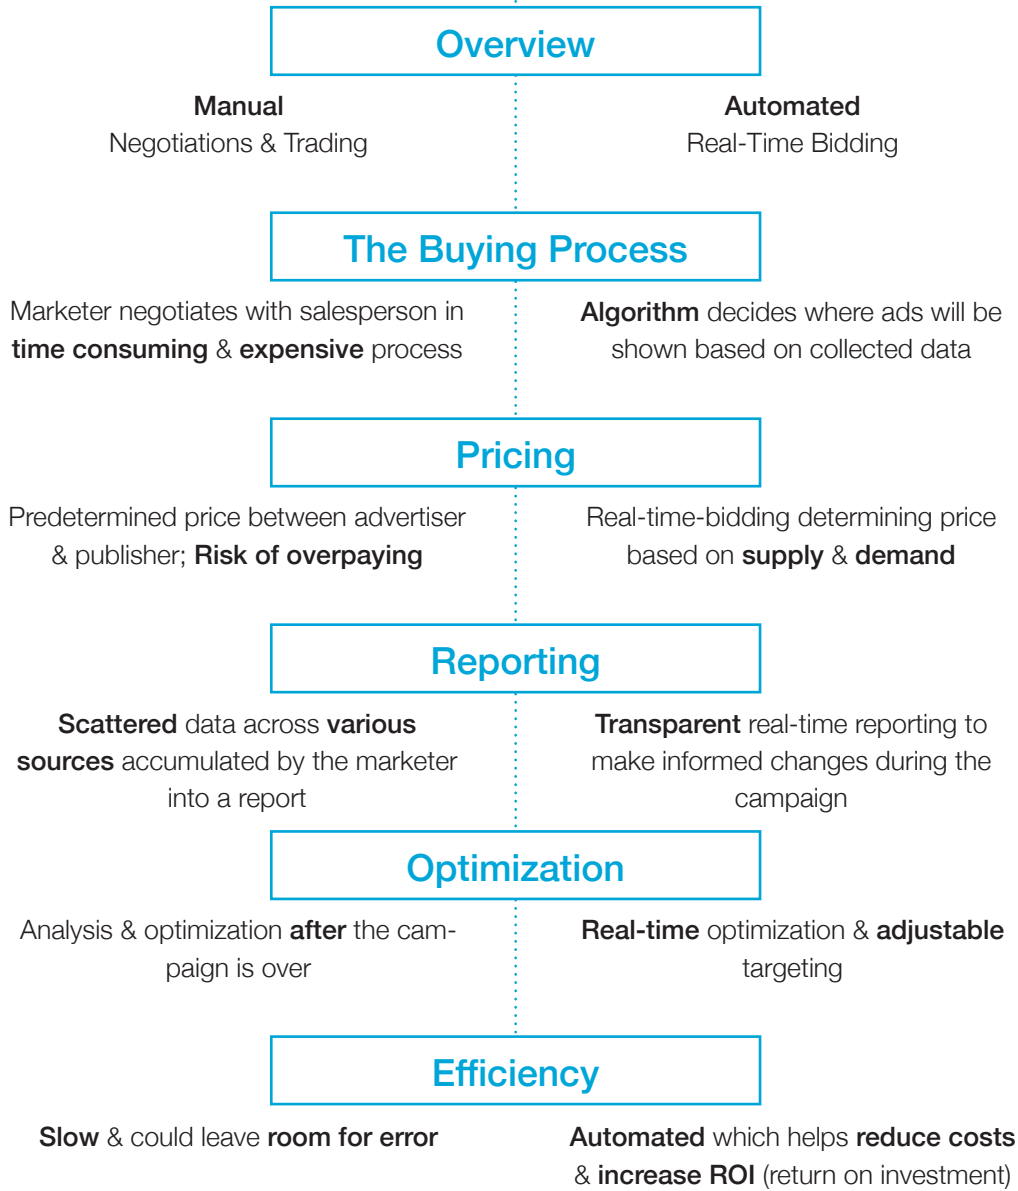 Overview
Manual
Negotiations & Trading
Automated
Real-Time Bidding
The Buying Process
Marketer negotiates with salesperson in
time consuming & expensive process
Algorithm decides where ads will be
shown based on collected data
Pricing
Predetermined price between advertiser
& publisher; Risk of overpaying
Real-time-bidding determining price
based on supply & demand
Reporting
Scattered data across various
sources accumulated by the marketer
into a report
Transparent real-time reporting to
make informed changes during the
campaign
Optimization
Analysis & optimization after the cam-
paign is over
Real-time optimization & adjustable
targeting
Efficiency
Slow & could leave room for error
Automated which helps reduce costs
& increase ROI (return on investment)